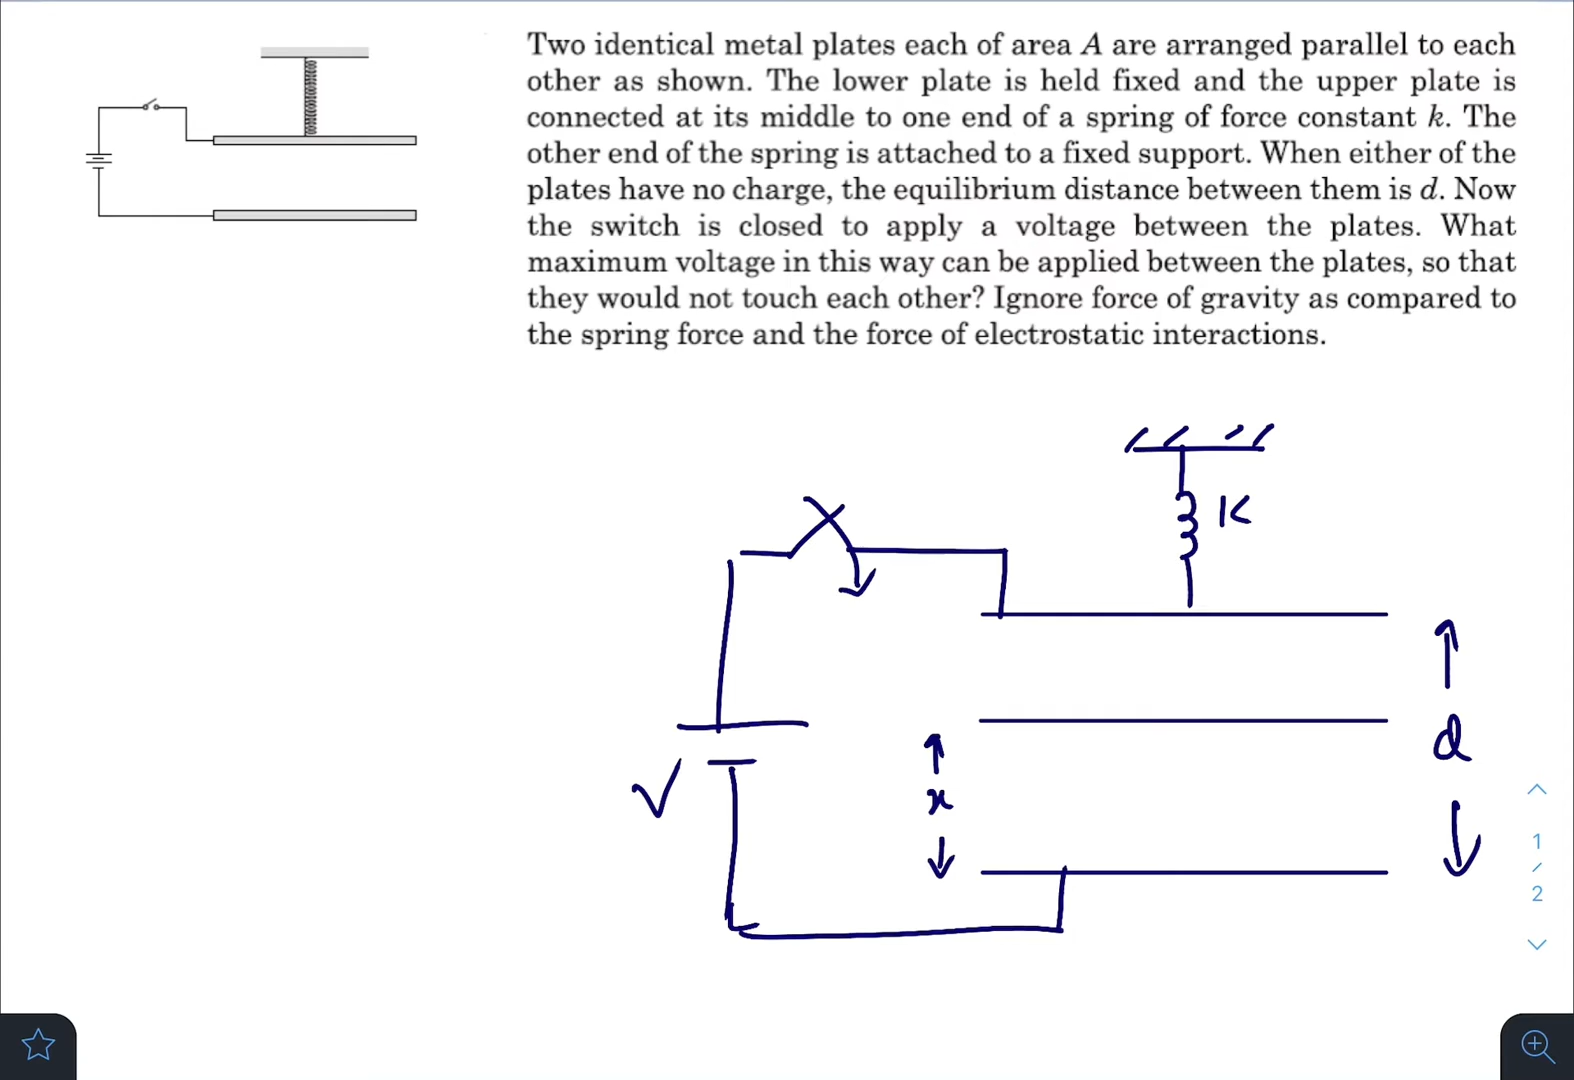 Two identical metal plates each of area A are arranged parallel to each
other as shown. The lower plate is held fixed and the upper plate is
connected at its middle to one end of a spring of force constant k. The
other end of the spring is attached to a fixed support. When either of the
plates have no charge, the equilibrium distance between them is d. Now
the switch is closed to apply a voltage between the plates. What
maximum voltage in this way can be applied between the plates, so that
they would not touch each other? Ignore force of gravity as compared to
the spring force and the force of electrostatic interactions.
K
d
V
x
1
/
2